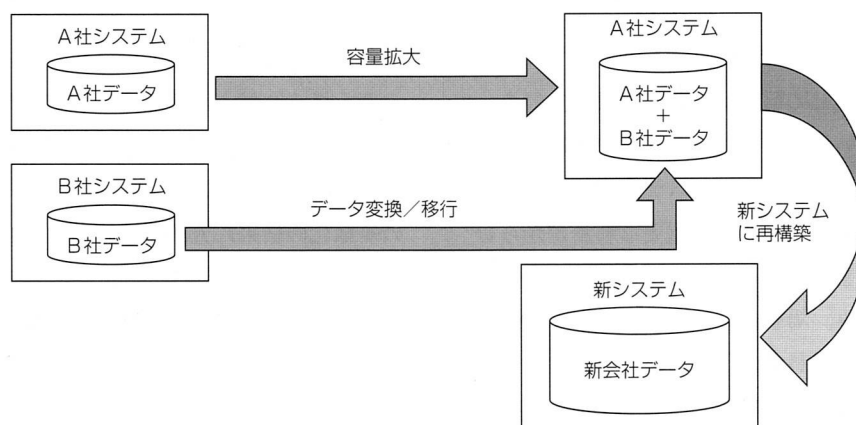 A社システム
A社データ
容量拡大
A社システム
A社データ
+
B社データ
B社システム
B社データ
データ変換/移行
新システム
に再構築
新システム
新会社データ